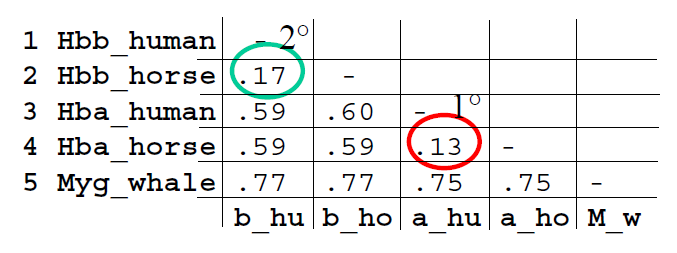 1 Hbb_human - 2°
2 Hbb_horse .17 -
3 Hba_human .59 .60 - 1°
4 Hba_horse .59 .59 .13 -
5 Myg_whale .77 .77 .75 .75 -
b_hu b_ho a_hu a_ho M_w